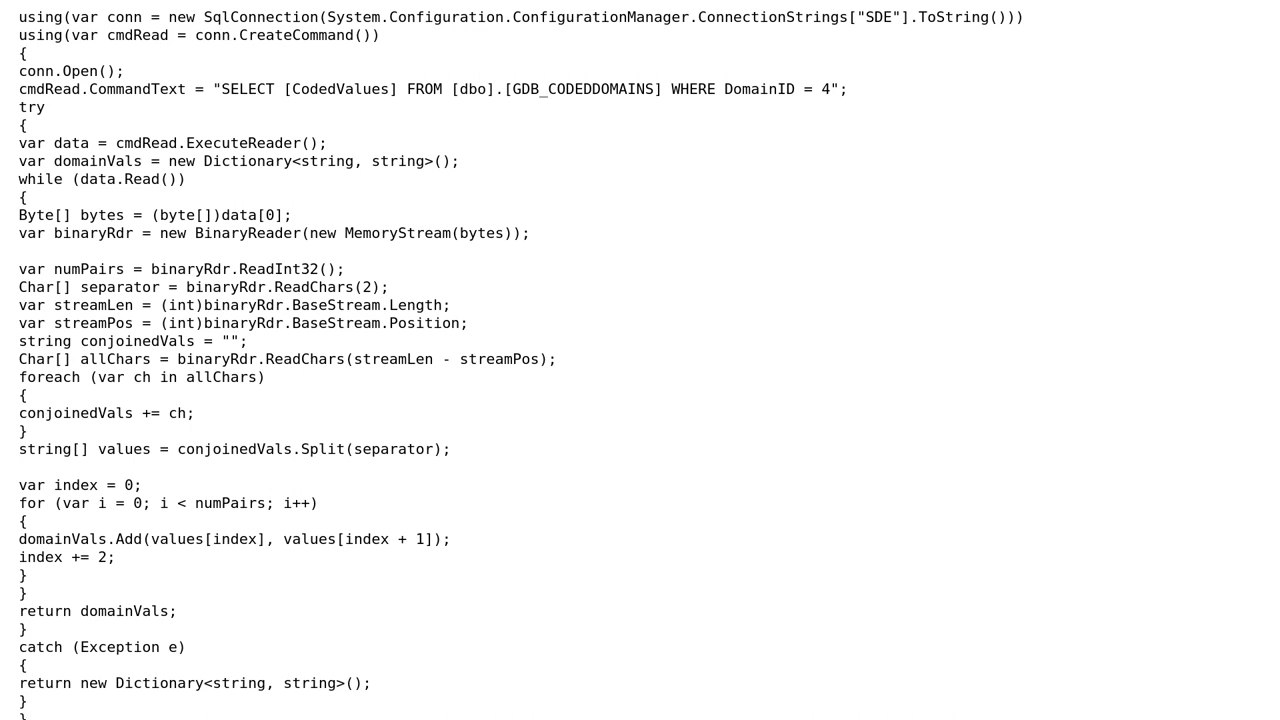 using(var conn = new SqlConnection(System.Configuration.ConfigurationManager.ConnectionStrings["SDE"].ToString()))
using(var cmdRead = conn.CreateCommand())
{
conn.Open();
cmdRead.CommandText = "SELECT [CodedValues] FROM [dbo].[GDB_CODEDDOMAINS] WHERE DomainID = 4";
try
{
var data = cmdRead.ExecuteReader();
var domainVals = new Dictionary<string, string>();
while (data.Read())
{
Byte[] bytes = (byte[])data[0];
var binaryRdr = new BinaryReader(new MemoryStream(bytes));

var numPairs = binaryRdr.ReadInt32();
Char[] separator = binaryRdr.ReadChars(2);
var streamLen = (int)binaryRdr.BaseStream.Length;
var streamPos = (int)binaryRdr.BaseStream.Position;
string conjoinedVals = "";
Char[] allChars = binaryRdr.ReadChars(streamLen - streamPos);
foreach (var ch in allChars)
{
conjoinedVals += ch;
}
string[] values = conjoinedVals.Split(separator);

var index = 0;
for (var i = 0; i < numPairs; i++)
{
domainVals.Add(values[index], values[index + 1]);
index += 2;
}
}
return domainVals;
}
catch (Exception e)
{
return new Dictionary<string, string>();
}
}